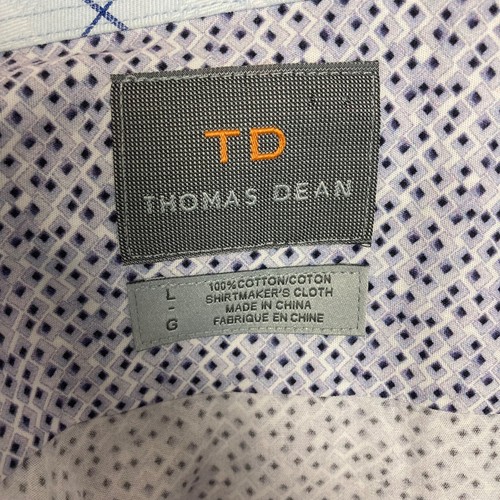 TD
THOMAS DEAN
L
-
G
100% COTTON/COTON
SHIRTMAKER'S CLOTH
MADE IN CHINA
FABRIQUE EN CHINE